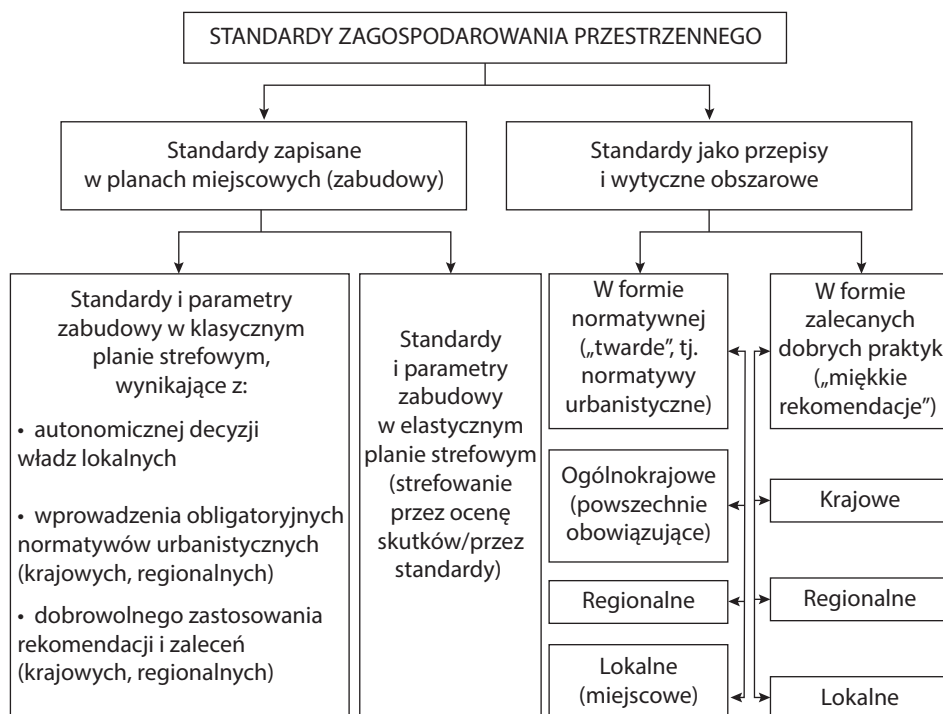 STANDARDY ZAGOSPODAROWANIA PRZESTRZENNEGO
Standardy zapisane
w planach miejscowych (zabudowy)
Standardy jako przepisy
i wytyczne obszarowe
Standardy i parametry
zabudowy w klasycznym
planie strefowym,
wynikające z:
• autonomicznej decyzji
władz lokalnych
• wprowadzenia obligatoryjnych
normatywów urbanistycznych
(krajowych, regionalnych)
• dobrowolnego zastosowania
rekomendacji i zaleceń
(krajowych, regionalnych)
Standardy
i parametry
zabudowy
w elastycznym
planie strefowym
(strefowanie
przez ocenę
skutków/przez
standardy)
W formie
normatywnej
(„twarde”, tj.
normatywy
urbanistyczne)
Ogólnokrajowe
(powszechnie
obowiązujące)
Regionalne
Lokalne
(miejscowe)
W formie
zalecanych
dobrych praktyk
(„miękkie
rekomendacje”)
Krajowe
Regionalne
Lokalne